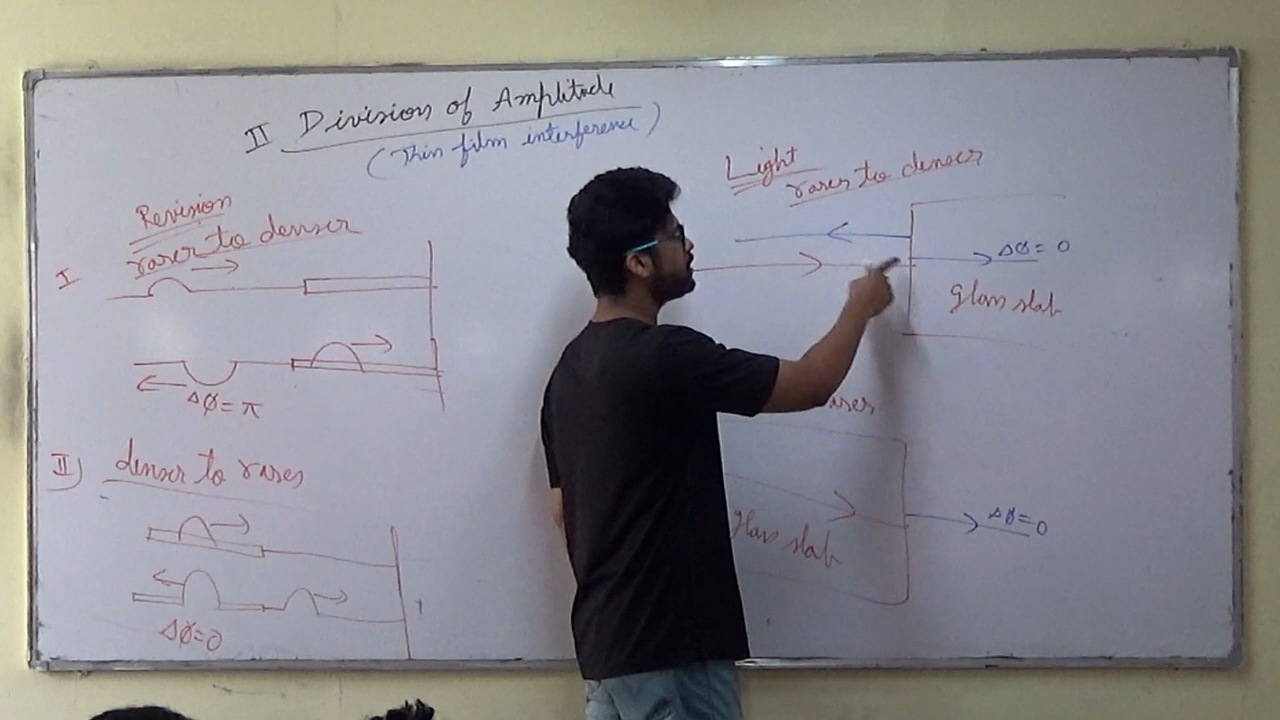 II Division of Amplitude
(Thin film interference)
Revision
rarer to denser
I
Δφ = π
II) denser to rarer
Δφ=0
Light
rarer to denser
Δφ = 0
glass slab
Δφ=0
glass slab